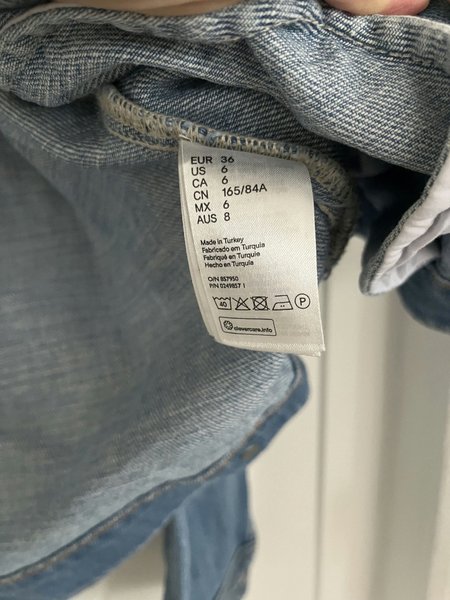 EUR 36
US 6
CA 6
CN 165/84A
MX 6
AUS 8
Made in Turkey
Fabricado em Turquia
Fabriqué en Turquie
Hecho en Turquia
O/N 857950
P/N 0249857 1
40 P
clevercare.info